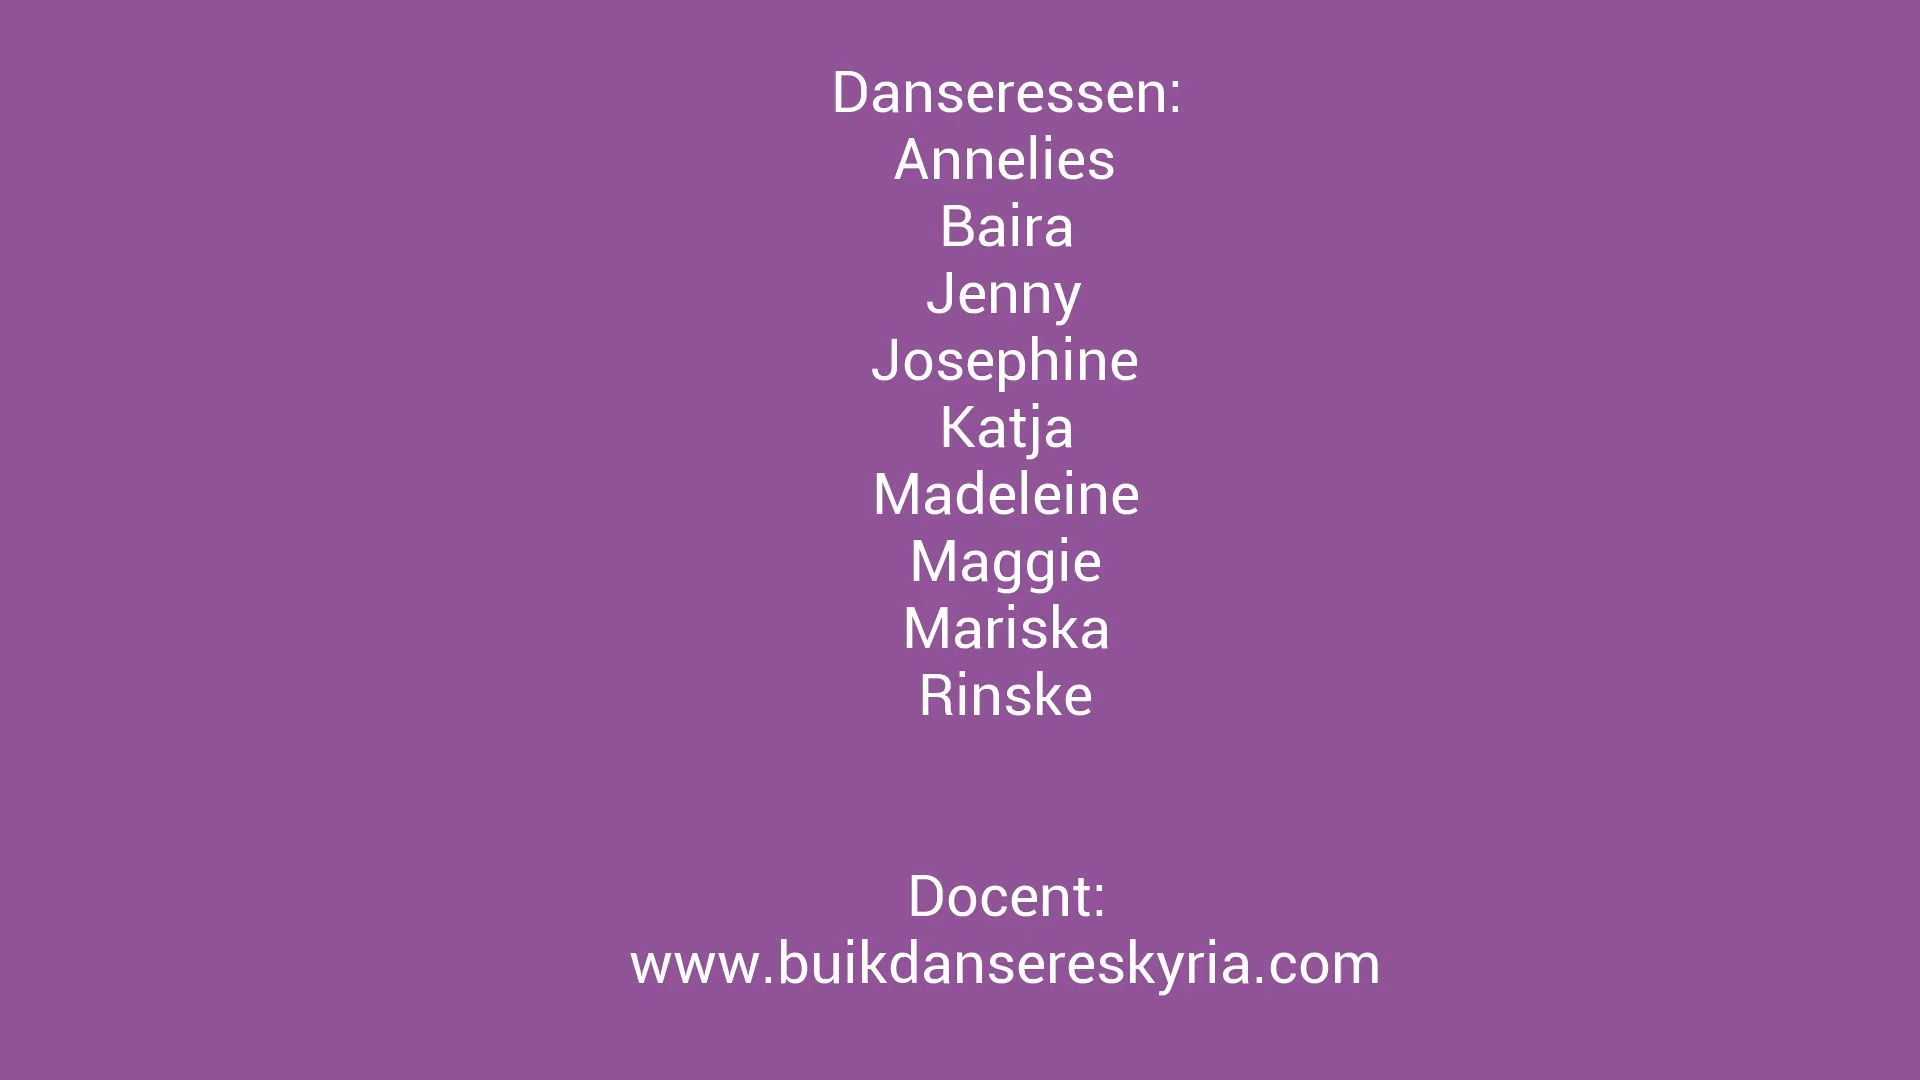 Danseressen:
Annelies
Baira
Jenny
Josephine
Katja
Madeleine
Maggie
Mariska
Rinske
Docent:
www.buikdansereskyria.com